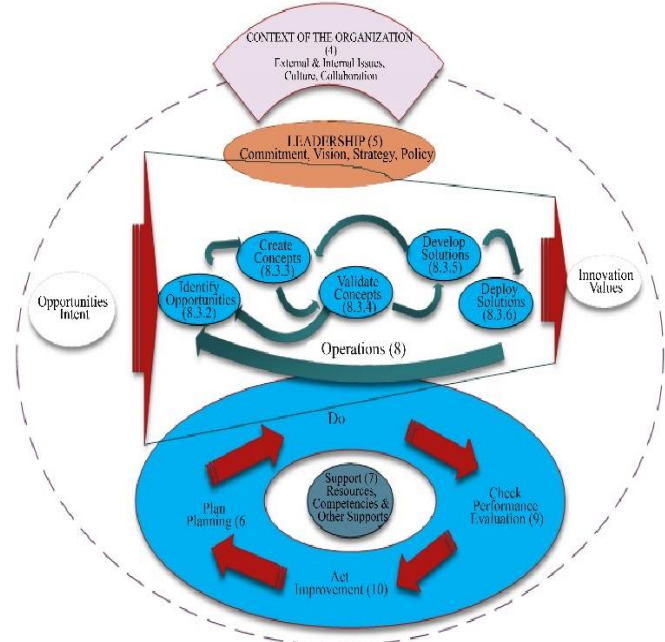 CONTEXT OF THE ORGANIZATION
(4)
External & Internal Issues,
Culture, Collaboration
LEADERSHIP (5)
Commitment, Vision, Strategy, Policy
Create
Concepts
(8.3.3)
Develop
Solutions
(8.3.5)
Identify
Opportunities
(8.3.2)
Validate
Concepts
(8.3.4)
Deploy
Solutions
(8.3.6)
Opportunities
Intent
Innovation
Values
Operations (8)
Do
Support (7)
Resources,
Competencies &
Other Supports
Plan
Planning (6
Check
Performance
Evaluation (9)
Act
Improvement (10)